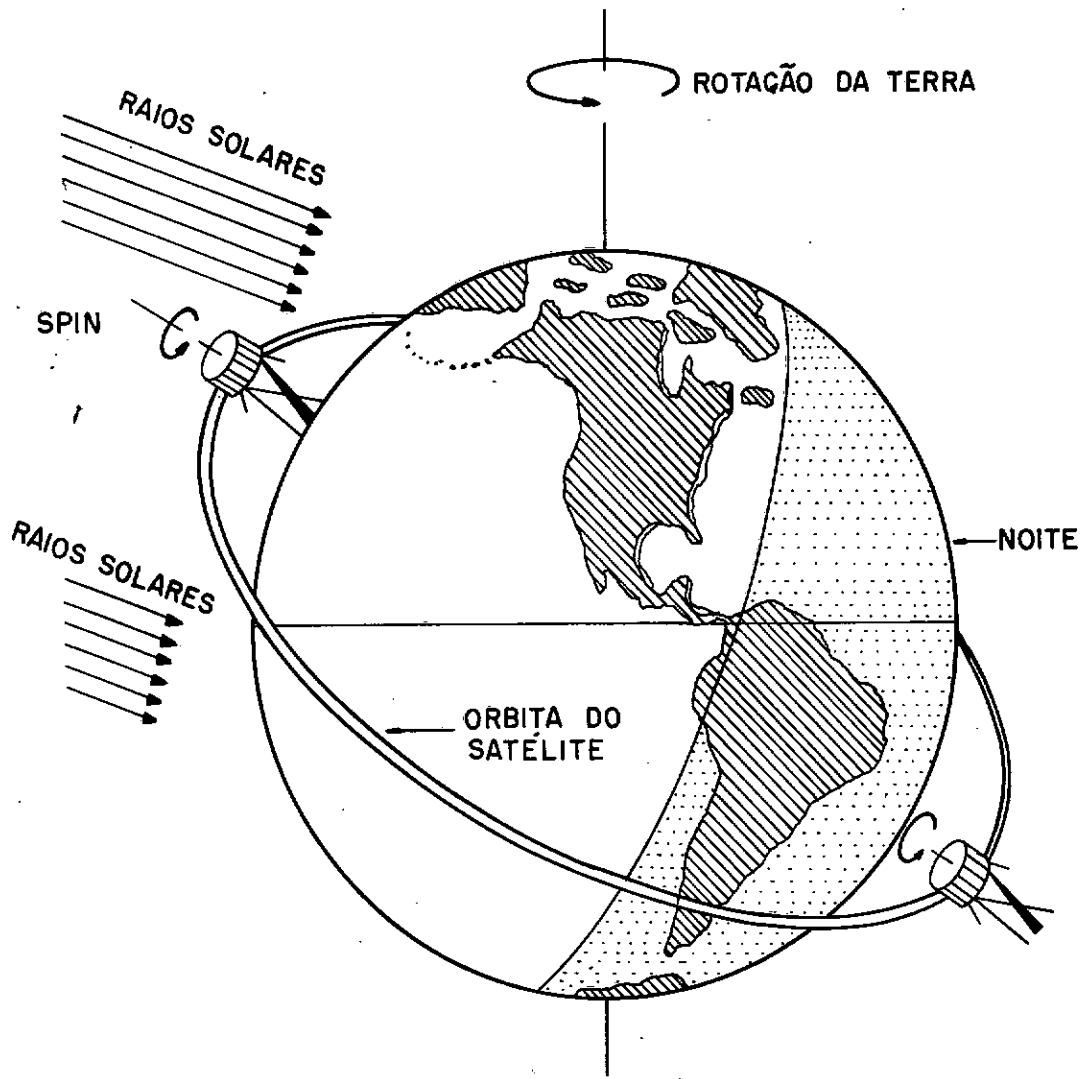 ROTAÇÃO DA TERRA
RAIOS SOLARES
SPIN
RAIOS SOLARES
NOITE
ORBITA DO
SATÉLITE